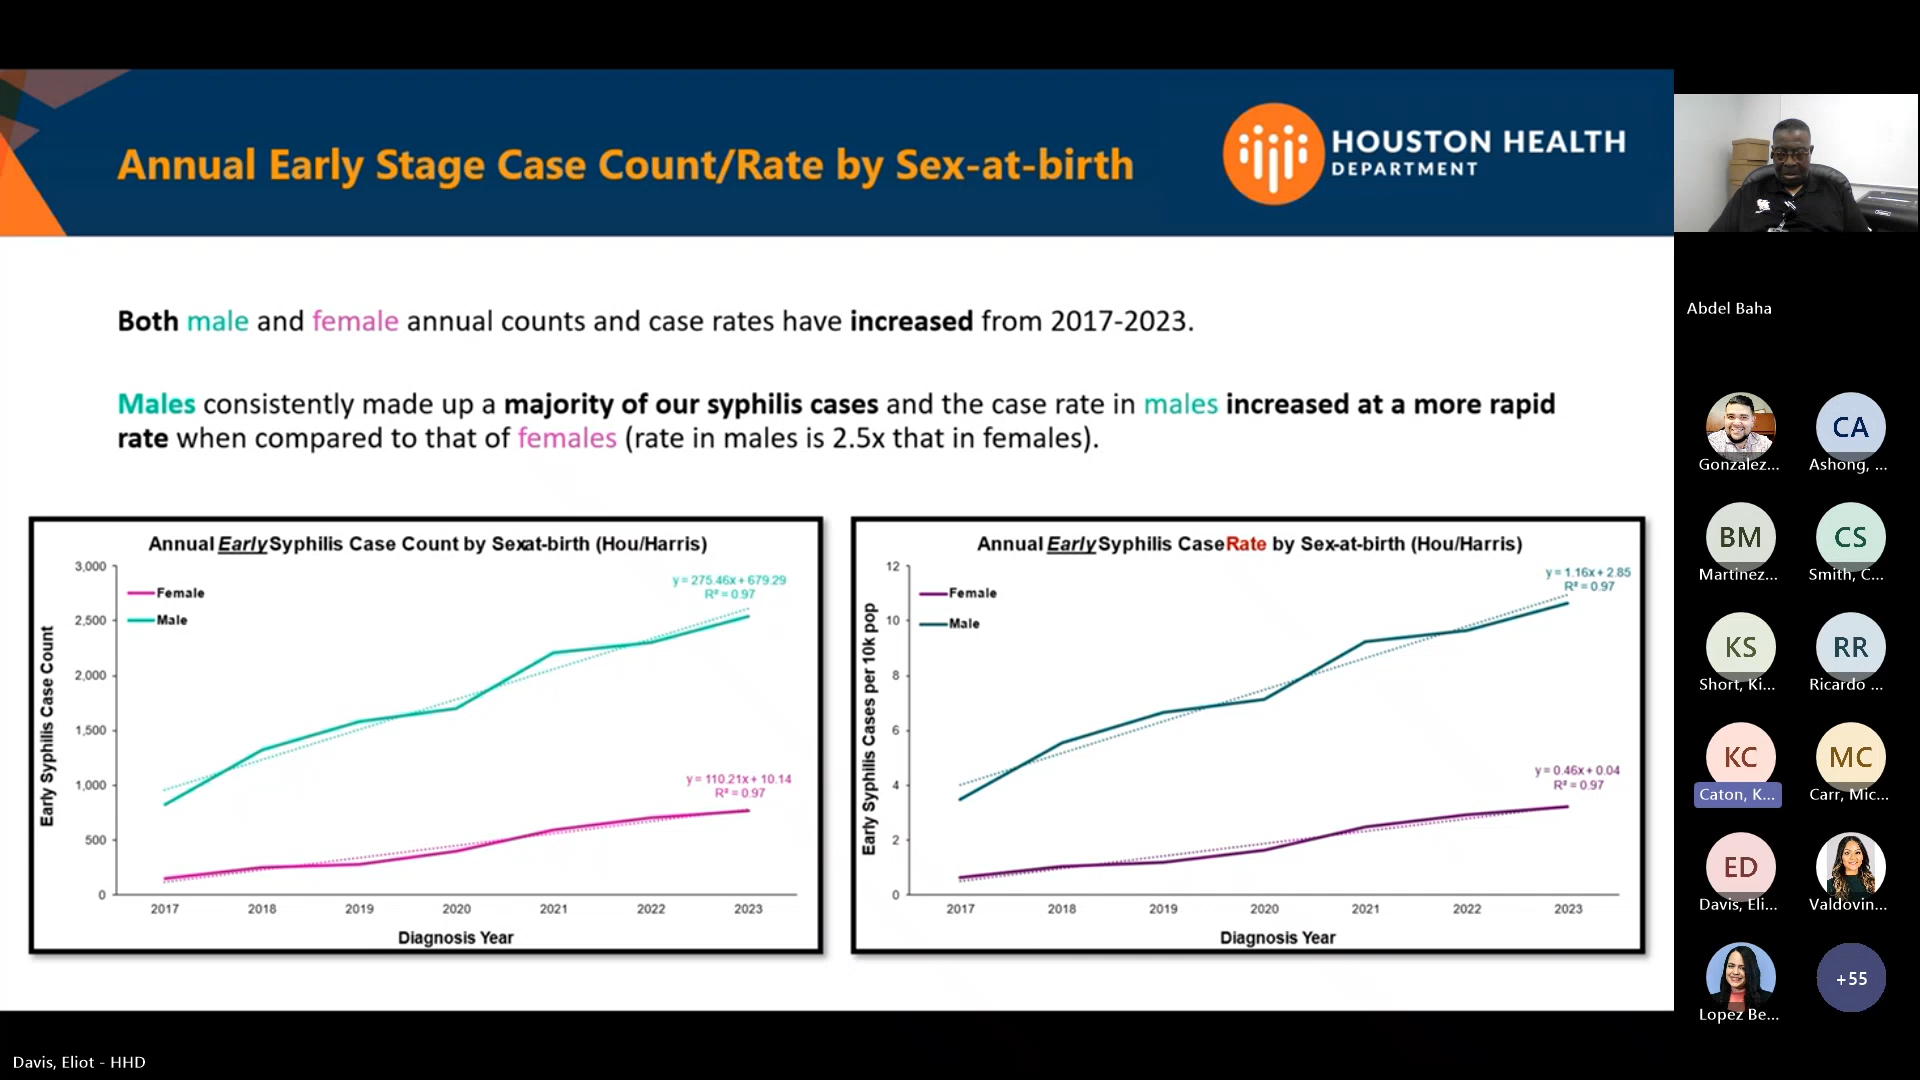 Annual Early Stage Case Count/Rate by Sex-at-birth
HOUSTON HEALTH
DEPARTMENT
Both male and female annual counts and case rates have increased from 2017-2023.
Males consistently made up a majority of our syphilis cases and the case rate in males increased at a more rapid
rate when compared to that of females (rate in males is 2.5x that in females).
Annual Early Syphilis Case Count by Sexat-birth (Hou/Harris)
Early Syphilis Case Count
3,000
2,500
2,000
1,500
1,000
500
0
Female
Male
y = 275.46x + 679.29
R² = 0.97
y = 110.21x + 10.14
R² = 0.97
2017 2018 2019 2020 2021 2022 2023
Diagnosis Year
Annual Early Syphilis CaseRate by Sex-at-birth (Hou/Harris)
Early Syphilis Cases per 10k pop
12
10
8
6
4
2
0
Female
Male
y = 1.16x + 2.85
R² = 0.97
y = 0.46x + 0.04
R² = 0.97
2017 2018 2019 2020 2021 2022 2023
Diagnosis Year
Abdel Baha
Gonzalez...
CA
Ashong, ...
BM
Martinez...
CS
Smith, C...
KS
Short, Ki...
RR
Ricardo ...
KC
Caton, K...
MC
Carr, Mic...
ED
Davis, Eli...
Valdovin...
Lopez Be...
+55
Davis, Eliot - HHD